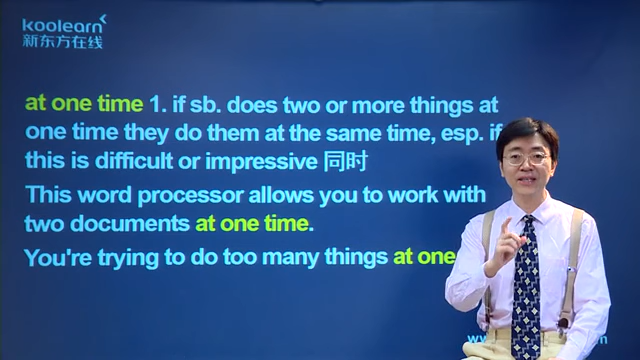 koolearn
新东方在线
at one time 1. if sb. does two or more things at
one time they do them at the same time, esp. if
this is difficult or impressive 同时
This word processor allows you to work with
two documents at one time.
You're trying to do too many things at one